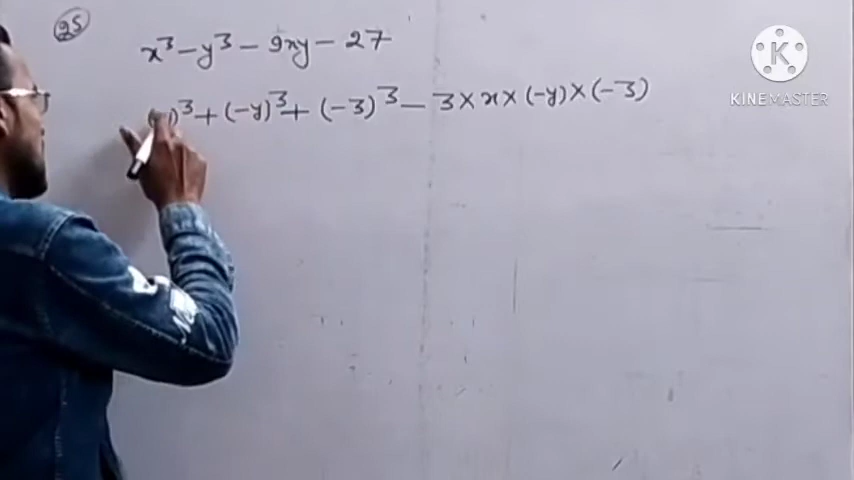 25
x³ - y³ - 9xy - 27
(x)³ + (-y)³ + (-3)³ - 3 × x × (-y) × (-3)
KINEMASTER